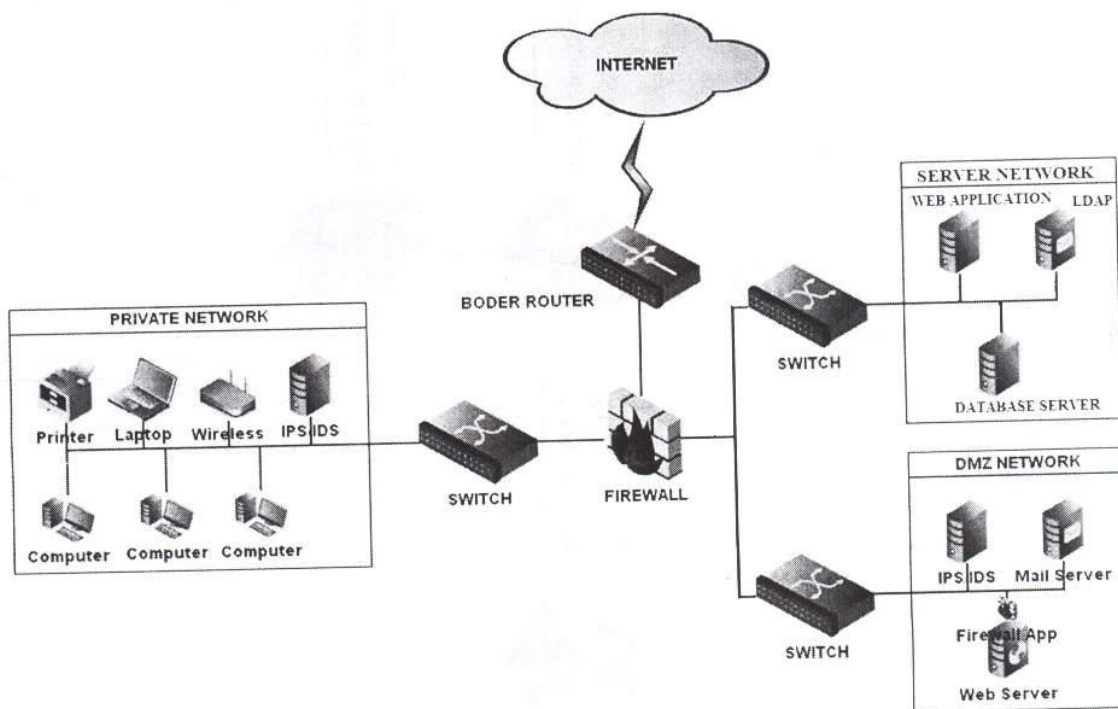 INTERNET
SERVER NETWORK
WEB APPLICATION LDAP
DATABASE SERVER
BODER ROUTER
SWITCH
PRIVATE NETWORK
Printer Laptop Wireless IPS/IDS
Computer Computer Computer
SWITCH
FIREWALL
DMZ NETWORK
IPS/IDS Mail Server
Firewall App
Web Server
SWITCH